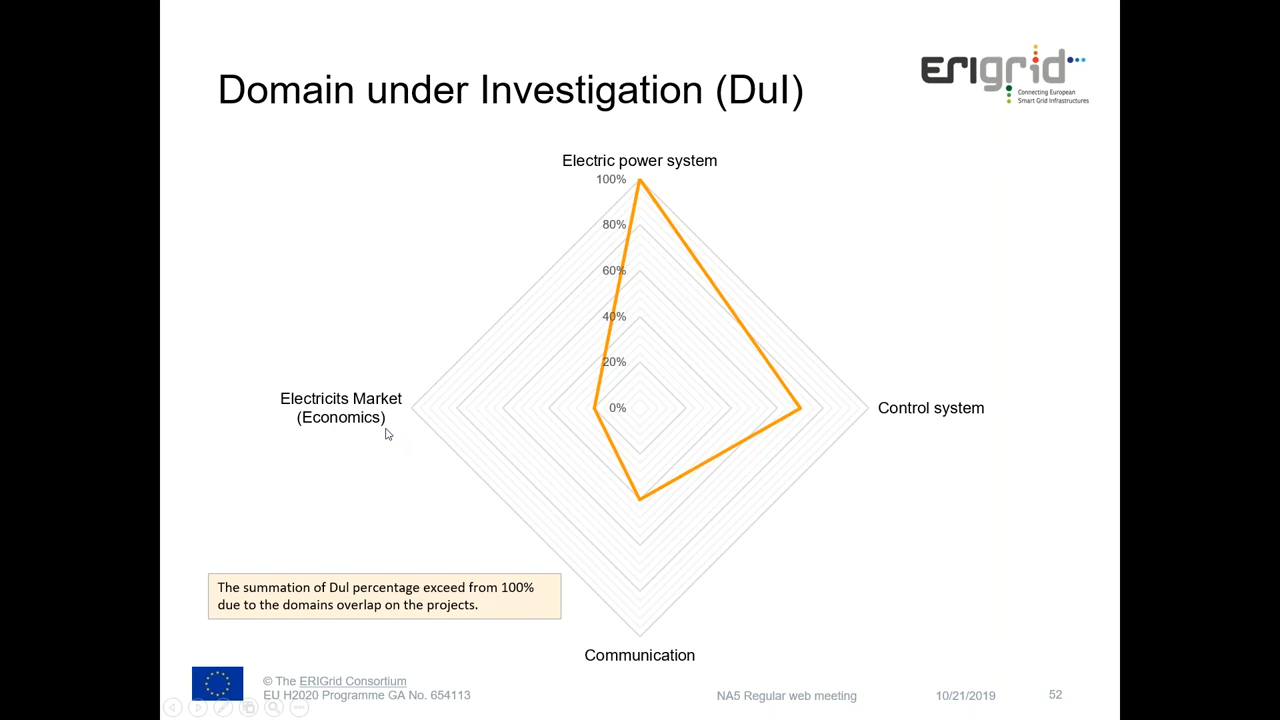 Domain under Investigation (DuI)
ERIgrid
Connecting European
Smart Grid Infrastructures
Electric power system
100%
80%
60%
40%
20%
0%
Electricits Market
(Economics)
Control system
Communication
The summation of DuI percentage exceed from 100%
due to the domains overlap on the projects.
© The ERIGrid Consortium
EU H2020 Programme GA No. 654113
NA5 Regular web meeting
10/21/2019
52